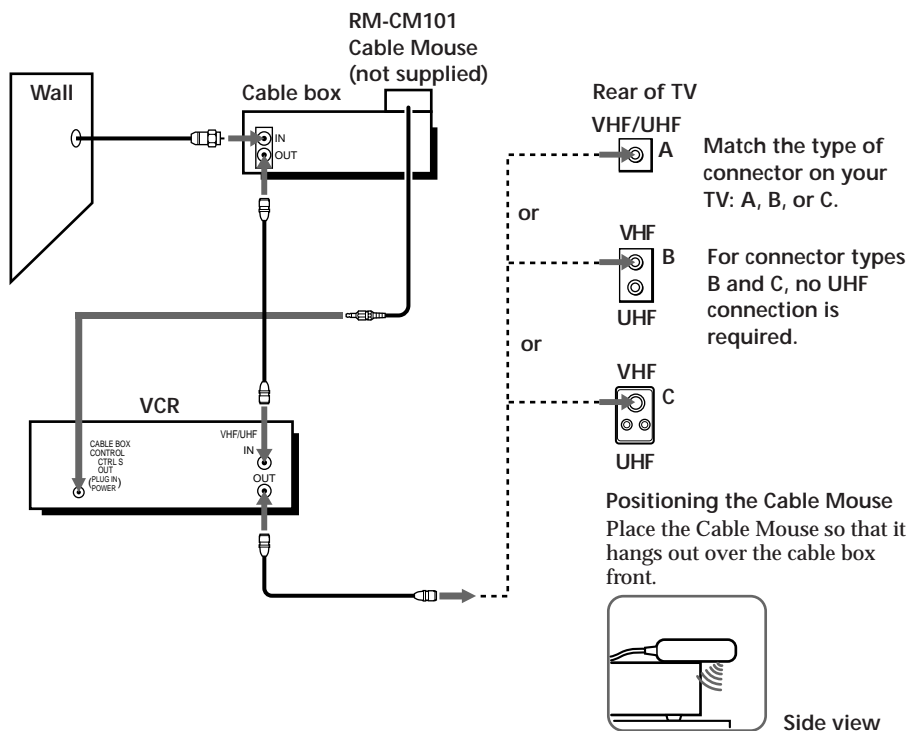 RM-CM101
Cable Mouse
(not supplied)
Wall
Cable box
IN
OUT
Rear of TV
VHF/UHF
A
Match the type of
connector on your
TV: A, B, or C.
or
VHF
B
UHF
For connector types
B and C, no UHF
connection is
required.
or
VHF
C
UHF
VCR
CABLE BOX
CONTROL
CTRL S
OUT
(PLUG IN
POWER)
VHF/UHF
IN
OUT
Positioning the Cable Mouse
Place the Cable Mouse so that it
hangs out over the cable box
front.
Side view